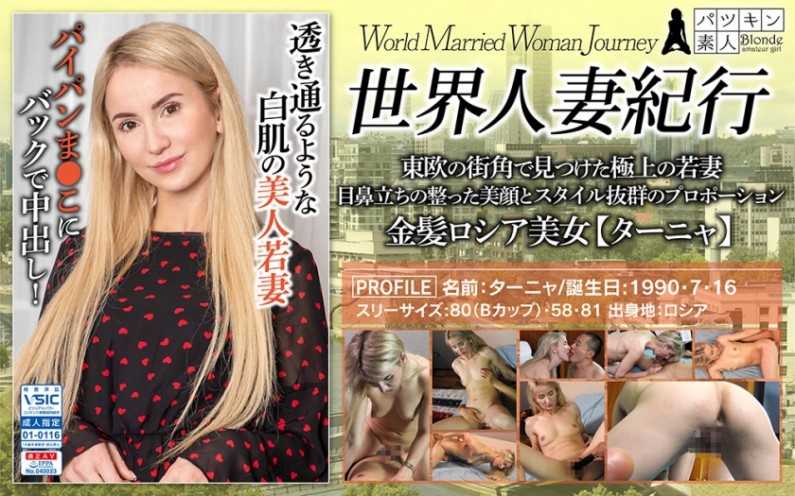 World Married Woman Journey
パツキン
素人
Blonde
amateur girl
世界人妻紀行
東欧の街角で見つけた極上の若妻
目鼻立ちの整った美顔とスタイル抜群のプロポーション
金髪ロシア美女【ターニャ】
PROFILE 名前:ターニャ/誕生日:1990・7・16
スリーサイズ:80(Bカップ)・58・81 出身地:ロシア
透き通るような
白肌の美人若妻
パイパンま●こに
バックで中出し!
VSIC
成人指定
01-0116
適正AV
IPPA
No.040033